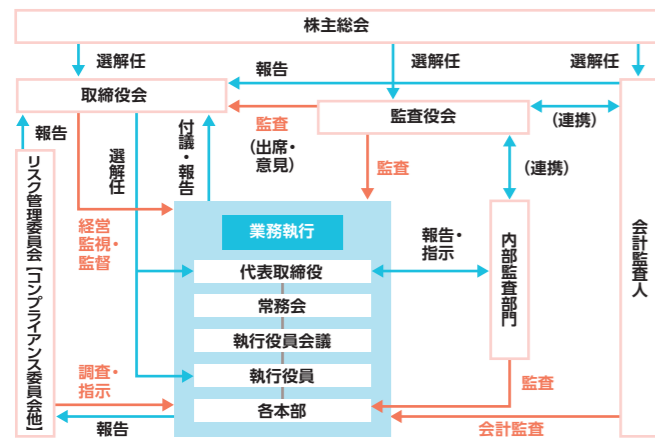 株主総会
選解任
選解任
選解任
報告
取締役会
監査役会
監査
(出席・
意見)
(連携)
報告
選解任
付議・報告
監査
(連携)
リスク管理委員会【コンプライアンス委員会他】
経営
監視・
監督
業務執行
報告・
指示
内部監査部門
会計監査人
代表取締役
常務会
執行役員会議
執行役員
各本部
調査・
指示
報告
監査
会計監査